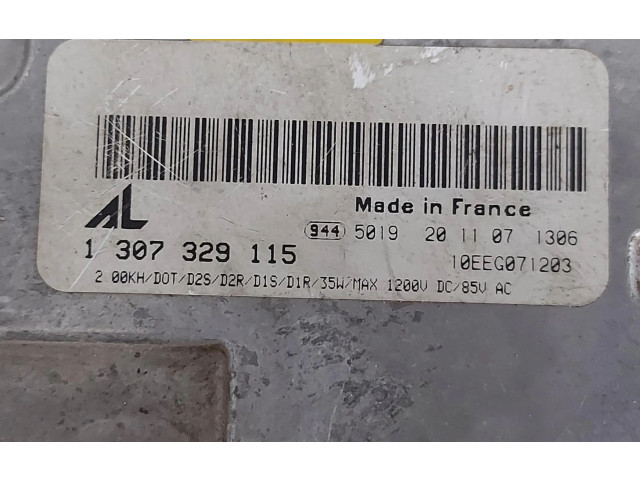 AL
Made in France
944 5019 20 11 07 1306
1 307 329 115
10EEG071203
2 00KH/DOT/D2S/D2R/D1S/D1R/35W/MAX 1200V DC/85V AC